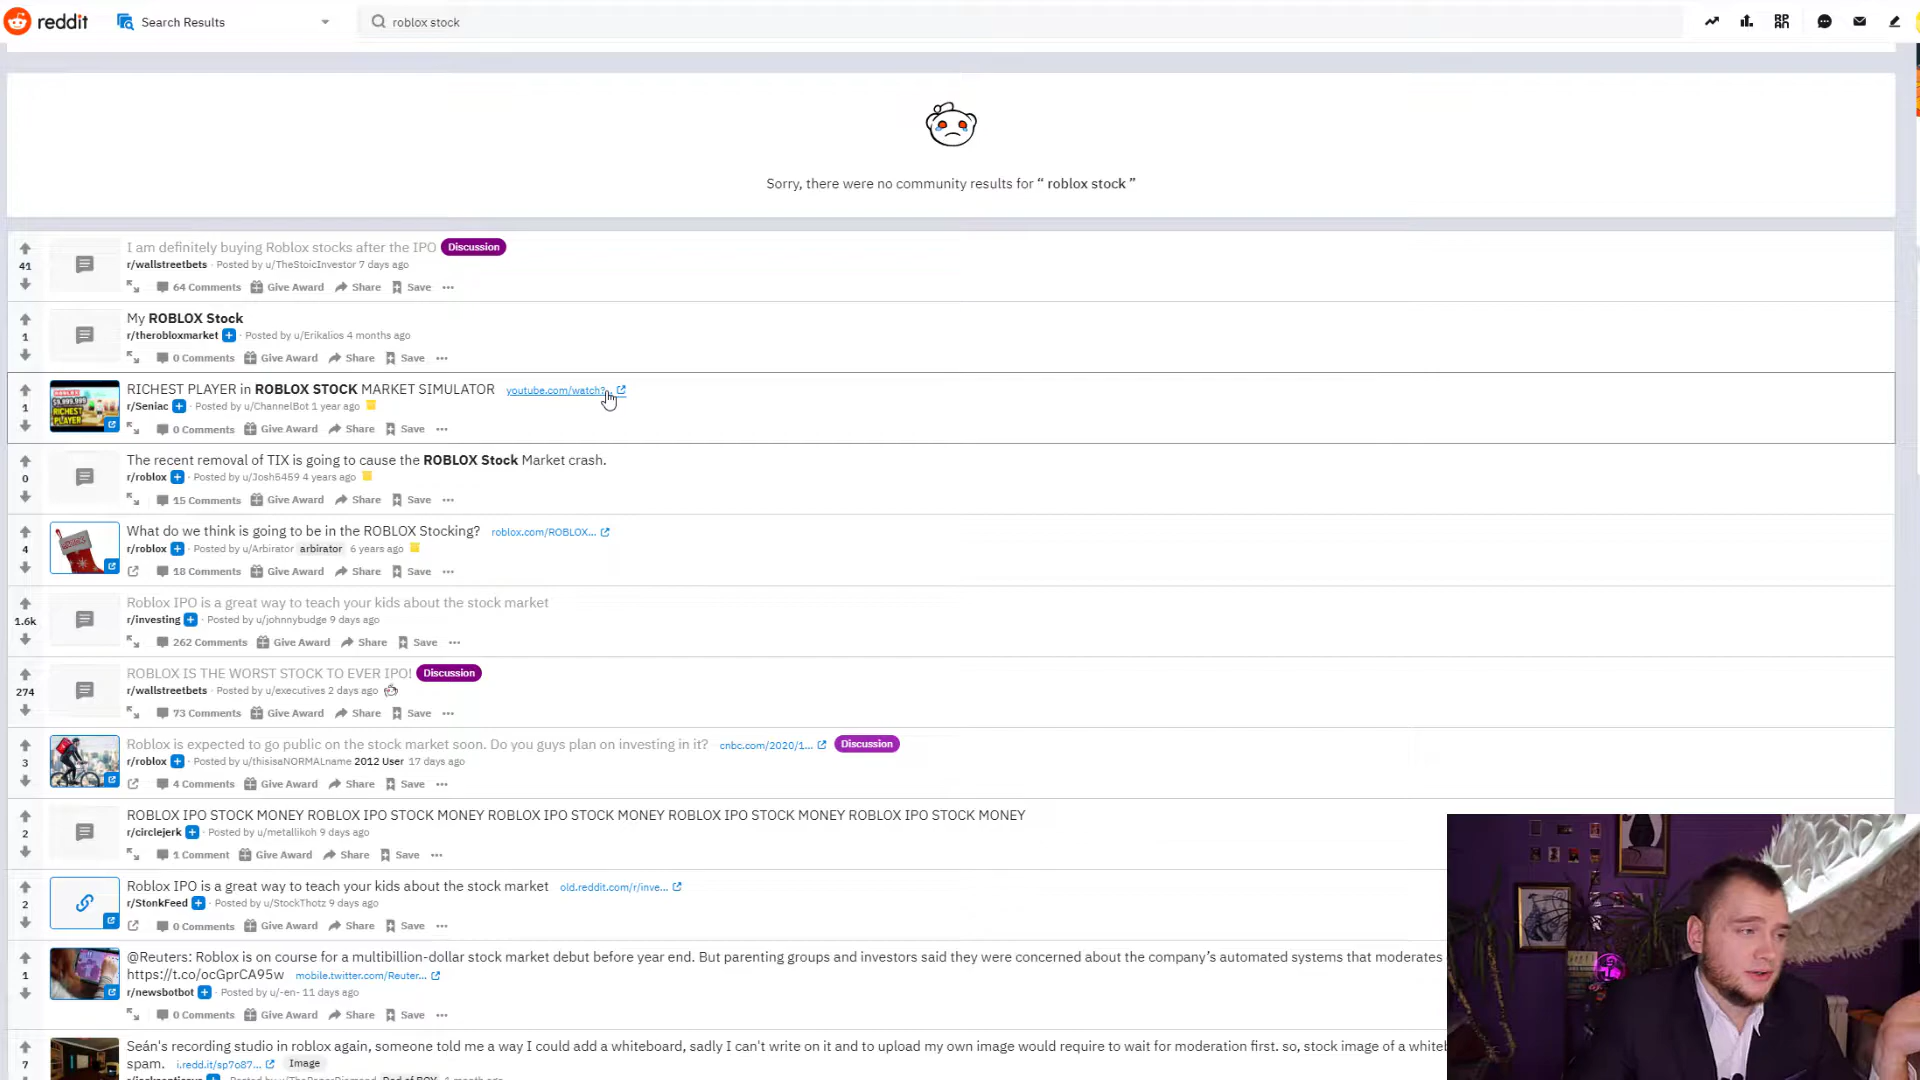 reddit Search Results roblox stock
Sorry, there were no community results for “ roblox stock ”
I am definitely buying Roblox stocks after the IPO Discussion
41 r/wallstreetbets · Posted by u/TheStoicInvestor 7 days ago
64 Comments Give Award Share Save
My ROBLOX Stock
1 r/therobloxmarket · Posted by u/Erikalios 4 months ago
0 Comments Give Award Share Save
RICHEST PLAYER in ROBLOX STOCK MARKET SIMULATOR youtube.com/watch?...
1 r/Seniac · Posted by u/ChannelBot 1 year ago
0 Comments Give Award Share Save
The recent removal of TIX is going to cause the ROBLOX Stock Market crash.
0 r/roblox · Posted by u/Josh5459 4 years ago
15 Comments Give Award Share Save
What do we think is going to be in the ROBLOX Stocking? roblox.com/ROBLOX...
4 r/roblox · Posted by u/Arbirator arbirator 6 years ago
18 Comments Give Award Share Save
Roblox IPO is a great way to teach your kids about the stock market
1.6k r/investing · Posted by u/johnnybudge 9 days ago
262 Comments Give Award Share Save
ROBLOX IS THE WORST STOCK TO EVER IPO! Discussion
274 r/wallstreetbets · Posted by u/executives 2 days ago
73 Comments Give Award Share Save
Roblox is expected to go public on the stock market soon. Do you guys plan on investing in it? cnbc.com/2020/1... Discussion
3 r/roblox · Posted by u/thisisaNORMALname 2012 User 17 days ago
4 Comments Give Award Share Save
ROBLOX IPO STOCK MONEY ROBLOX IPO STOCK MONEY ROBLOX IPO STOCK MONEY ROBLOX IPO STOCK MONEY ROBLOX IPO STOCK MONEY
2 r/circlejerk · Posted by u/metallikoh 9 days ago
1 Comment Give Award Share Save
Roblox IPO is a great way to teach your kids about the stock market old.reddit.com/r/inve...
2 r/StonkFeed · Posted by u/StockThotz 9 days ago
0 Comments Give Award Share Save
@Reuters: Roblox is on course for a multibillion-dollar stock market debut before year end. But parenting groups and investors said they were concerned about the company’s automated systems that moderates
https://t.co/ocGprCA95w mobile.twitter.com/Reuter...
1 r/newsbotbot · Posted by u/-en- 11 days ago
0 Comments Give Award Share Save
Seán's recording studio in roblox again, someone told me a way I could add a whiteboard, sadly I can't write on it and to upload my own image would require to wait for moderation first. so, stock image of a whiteb
7 spam. i.redd.it/sp7o87... Image